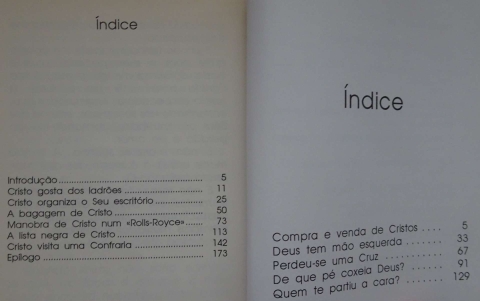 Índice
Introdução 5
Cristo gosta dos ladrões 11
Cristo organiza o Seu escritório 25
A bagagem de Cristo 50
Manobra de Cristo num «Rolls-Royce» 73
A lista negra de Cristo 113
Cristo visita uma Confraria 142
Epílogo 173
Índice
Compra e venda de Cristos .... 5
Deus tem mão esquerda ....... 33
Perdeu-se uma Cruz ......... 67
De que pé coxeia Deus? ....... 91
Quem te partiu a cara? ....... 129